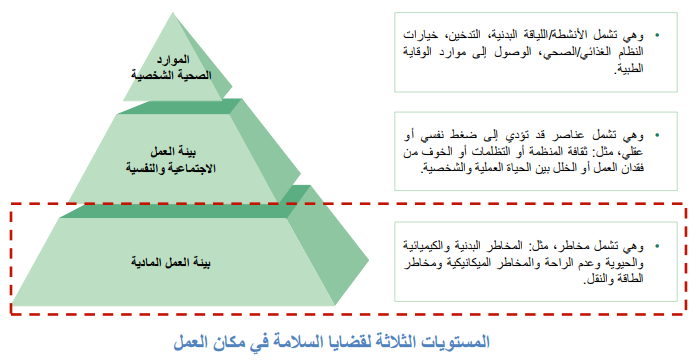 الموارد
الصحية الشخصية
• وهي تشمل الأنشطة/اللياقة البدنية، التدخين، خيارات
النظام الغذائي/الصحي، الوصول إلى موارد الوقاية
الطبية.
بيئة العمل
الاجتماعية والنفسية
• وهي تشمل عناصر قد تؤدي إلى ضغط نفسي أو
عقلي، مثل: ثقافة المنظمة أو التظلمات أو الخوف من
فقدان العمل أو الخلل بين الحياة العملية والشخصية.
بيئة العمل المادية
• وهي تشمل مخاطر، مثل: المخاطر البدنية والكيميائية
والحيوية وعدم الراحة والمخاطر الميكانيكية ومخاطر
الطاقة والنقل.
المستويات الثلاثة لقضايا السلامة في مكان العمل